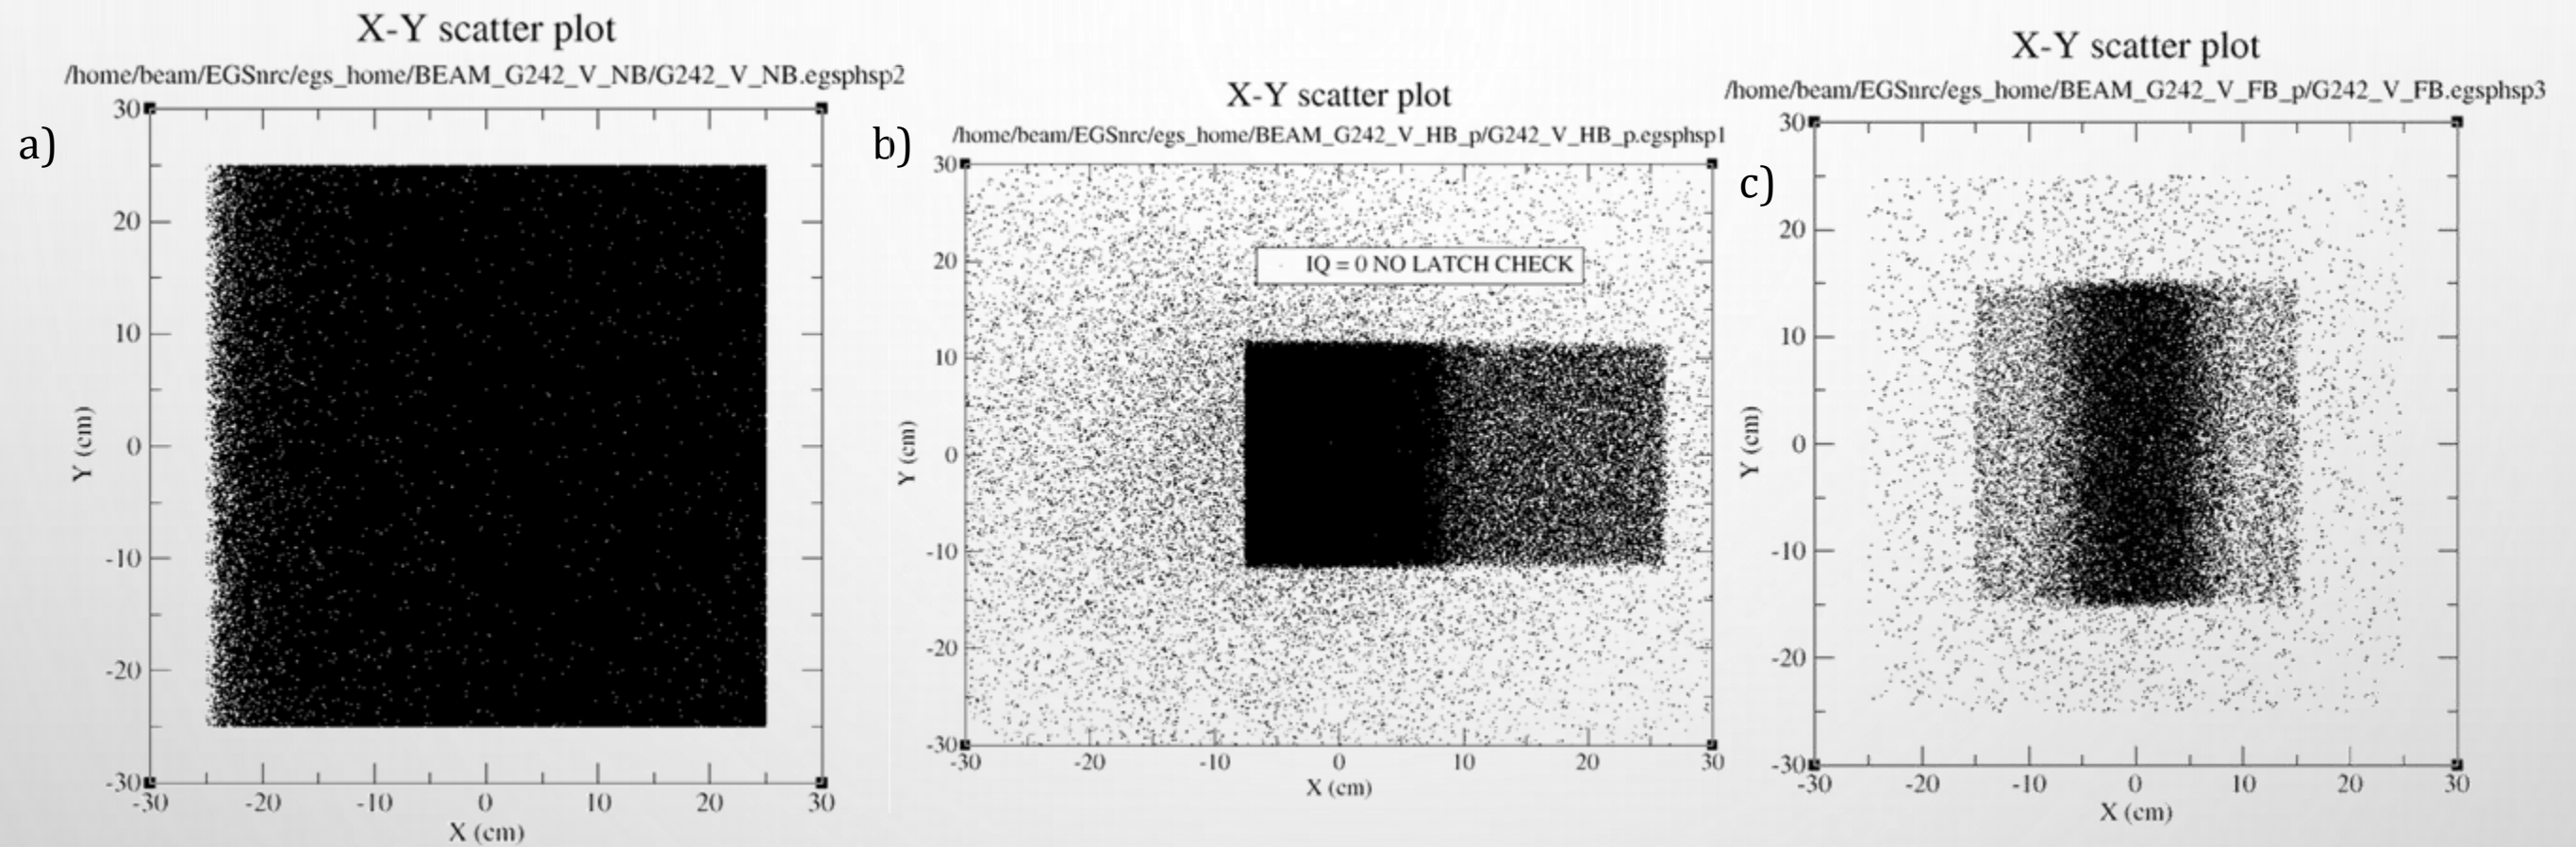 a)
X-Y scatter plot
/home/beam/EGSnrc/egs_home/BEAM_G242_V_NB/G242_V_NB.egsphsp2
30
20
10
0
-10
-20
-30
Y (cm)
-30 -20 -10 0 10 20 30
X (cm)
b)
X-Y scatter plot
/home/beam/EGSnrc/egs_home/BEAM_G242_V_HB_p/G242_V_HB_p.egsphsp1
IQ = 0 NO LATCH CHECK
30
20
10
0
-10
-20
-30
Y (cm)
-30 -20 -10 0 10 20 30
X (cm)
c)
X-Y scatter plot
/home/beam/EGSnrc/egs_home/BEAM_G242_V_FB_p/G242_V_FB.egsphsp3
30
20
10
0
-10
-20
-30
Y (cm)
-30 -20 -10 0 10 20 30
X (cm)